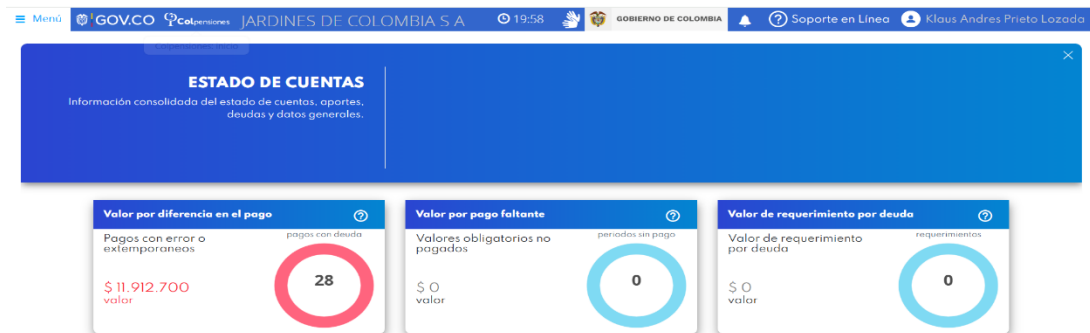 Menú GOV.CO Colpensiones JARDINES DE COLOMBIA S A 19:58 GOBIERNO DE COLOMBIA Soporte en Línea Klaus Andres Prieto Lozada
Colpensiones: Inicio
ESTADO DE CUENTAS
Información consolidada del estado de cuentas, aportes,
deudas y datos generales.
Valor por diferencia en el pago
Pagos con error o
extemporaneos
pagos con deuda
28
$ 11.912.700
valor
Valor por pago faltante
Valores obligatorios no
pagados
periodos sin pago
0
$ 0
valor
Valor de requerimiento por deuda
Valor de requerimiento
por deuda
requerimientos
0
$ 0
valor